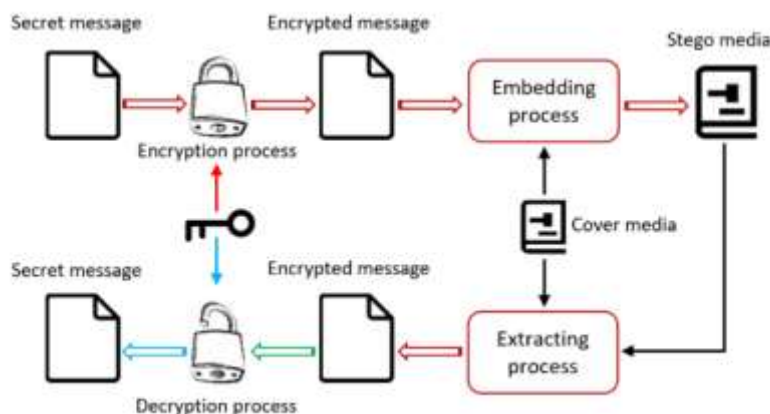 Secret message
Encrypted message
Stego media
Embedding
process
Encryption process
Cover media
Secret message
Encrypted message
Extracting
process
Decryption process